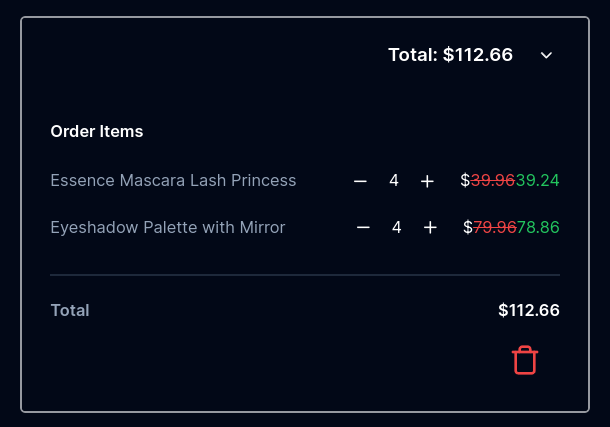 Total: $112.66
Order Items
Essence Mascara Lash Princess − 4 + $39.9639.24
Eyeshadow Palette with Mirror − 4 + $79.9678.86
Total $112.66